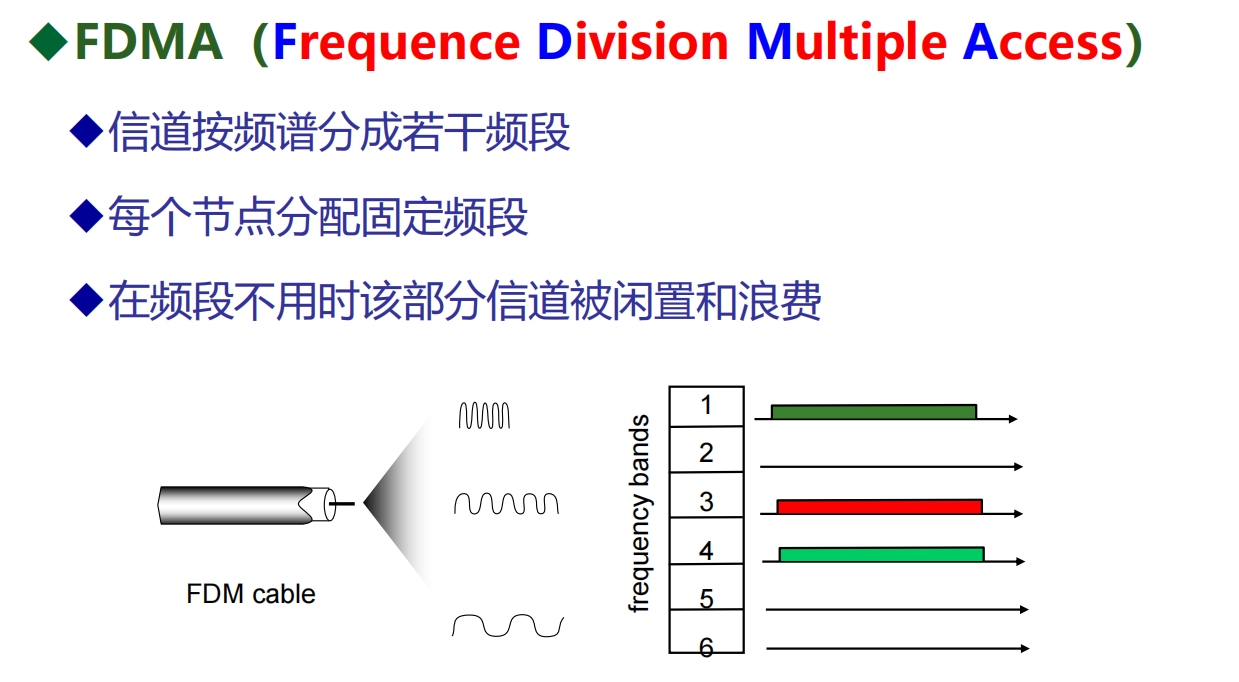 FDMA（Frequence Division Multiple Access）
信道按频谱分成若干频段
每个节点分配固定频段
在频段不用时该部分信道被闲置和浪费
FDM cable
frequency bands
1
2
3
4
5
6